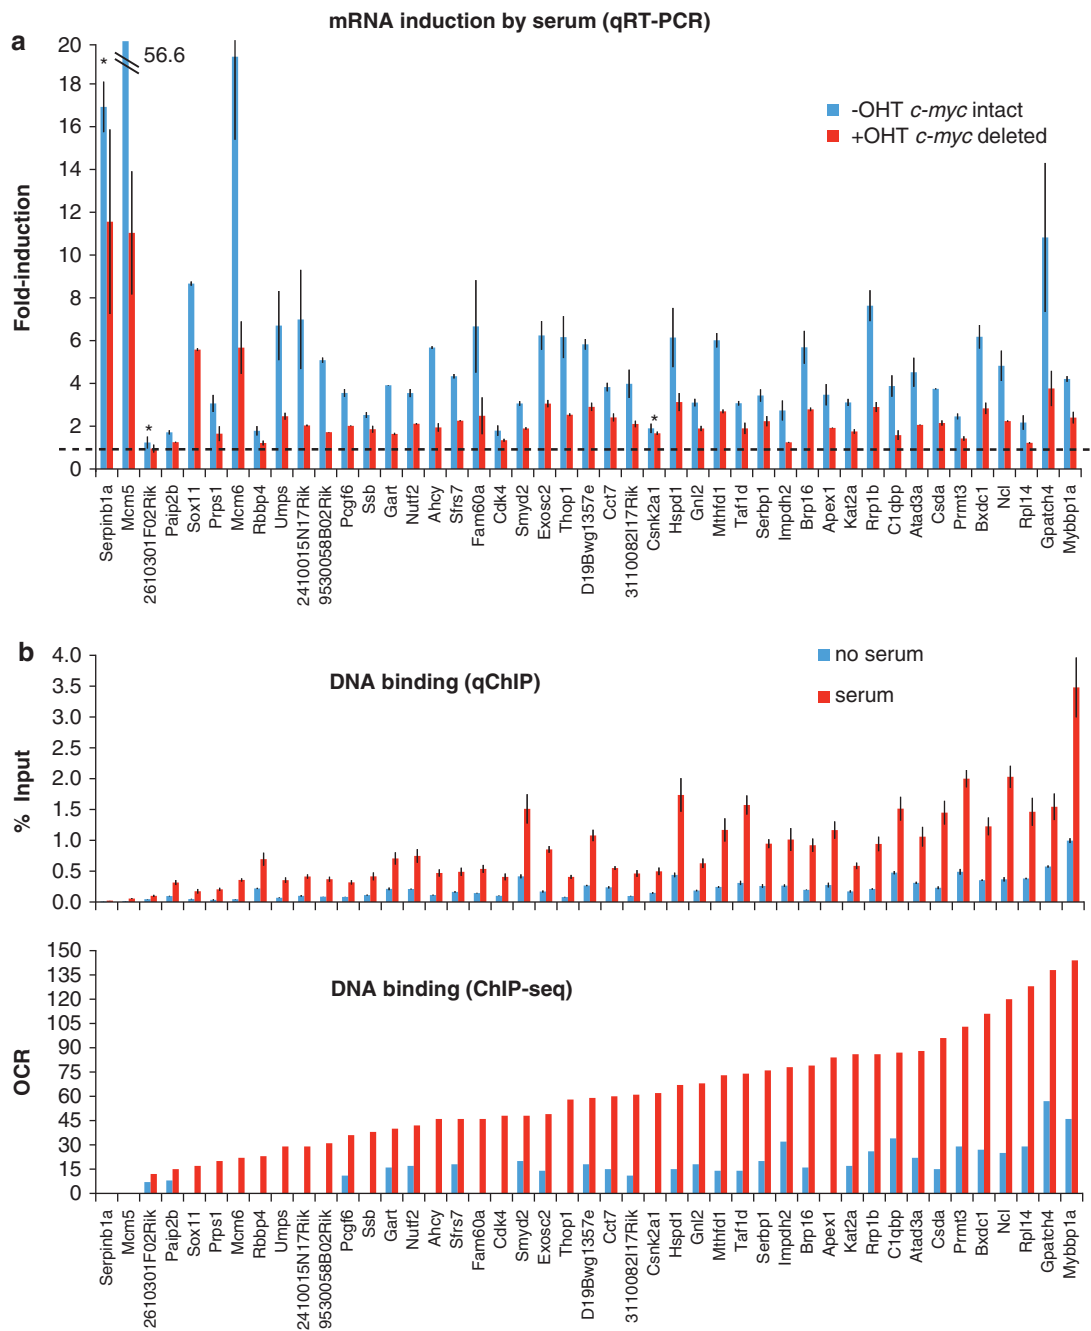 mRNA induction by serum (qRT-PCR)
a
20
18
16
14
12
10
8
6
4
2
0
Fold-induction
*
56.6
*
*
-OHT c-myc intact
+OHT c-myc deleted
Serpinb1a
Mcm5
2610301F02Rik
Paip2b
Sox11
Prps1
Mcm6
Rbbp4
Umps
2410015N17Rik
9530058B02Rik
Pcgf6
Ssb
Gart
Nutf2
Ahcy
Sfrs7
Fam60a
Cdk4
Smyd2
Exosc2
Thop1
D19Bwg1357e
Cct7
3110082I17Rik
Csnk2a1
Hspd1
Gnl2
Mthfd1
Taf1d
Serbp1
Impdh2
Brp16
Apex1
Kat2a
Rrp1b
C1qbp
Atad3a
Csda
Prmt3
Bxdc1
Ncl
Rpl14
Gpatch4
Mybbp1a
b
DNA binding (qChIP)
no serum
serum
4.0
3.5
3.0
2.5
2.0
1.5
1.0
0.5
0.0
% Input
DNA binding (ChIP-seq)
150
135
120
105
90
75
60
45
30
15
0
OCR
Serpinb1a
Mcm5
2610301F02Rik
Paip2b
Sox11
Prps1
Mcm6
Rbbp4
Umps
2410015N17Rik
9530058B02Rik
Pcgf6
Ssb
Gart
Nutf2
Ahcy
Sfrs7
Fam60a
Cdk4
Smyd2
Exosc2
Thop1
D19Bwg1357e
Cct7
3110082I17Rik
Csnk2a1
Hspd1
Gnl2
Mthfd1
Taf1d
Serbp1
Impdh2
Brp16
Apex1
Kat2a
Rrp1b
C1qbp
Atad3a
Csda
Prmt3
Bxdc1
Ncl
Rpl14
Gpatch4
Mybbp1a